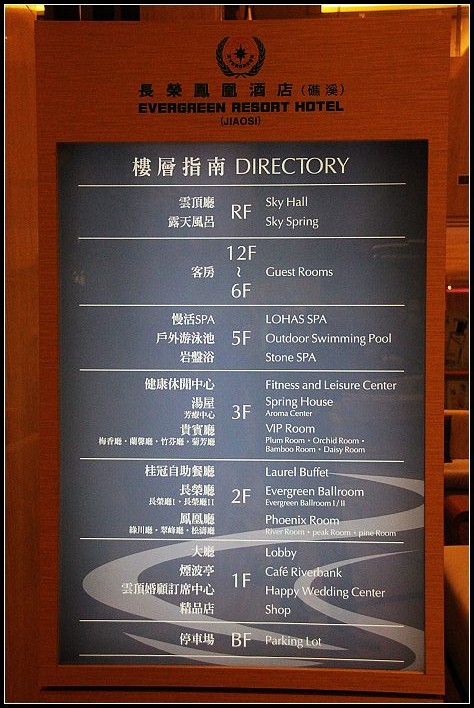 EVERGREEN
長榮鳳凰酒店(礁溪)
EVERGREEN RESORT HOTEL
(JIAOSI)
樓層指南 DIRECTORY
雲頂廳 RF Sky Hall
露天風呂 Sky Spring
12F
客房 ~ Guest Rooms
6F
慢活SPA LOHAS SPA
戶外游泳池 5F Outdoor Swimming Pool
岩盤浴 Stone SPA
健康休閒中心 Fitness and Leisure Center
湯屋 3F Spring House
芳療中心 Aroma Center
貴賓廳 VIP Room
梅香廳・蘭馨廳・竹芬廳・菊芳廳 Plum Room・Orchid Room・
Bamboo Room・Daisy Room
桂冠自助餐廳 Laurel Buffet
長榮廳 2F Evergreen Ballroom
長榮廳I・長榮廳II Evergreen Ballroom I/II
鳳凰廳 Phoenix Room
綠川廳・翠峰廳・松濤廳 River Room・peak Room・pine Room
大廳 Lobby
煙波亭 1F Café Riverbank
雲頂婚顧訂席中心 Happy Wedding Center
精品店 Shop
停車場 BF Parking Lot